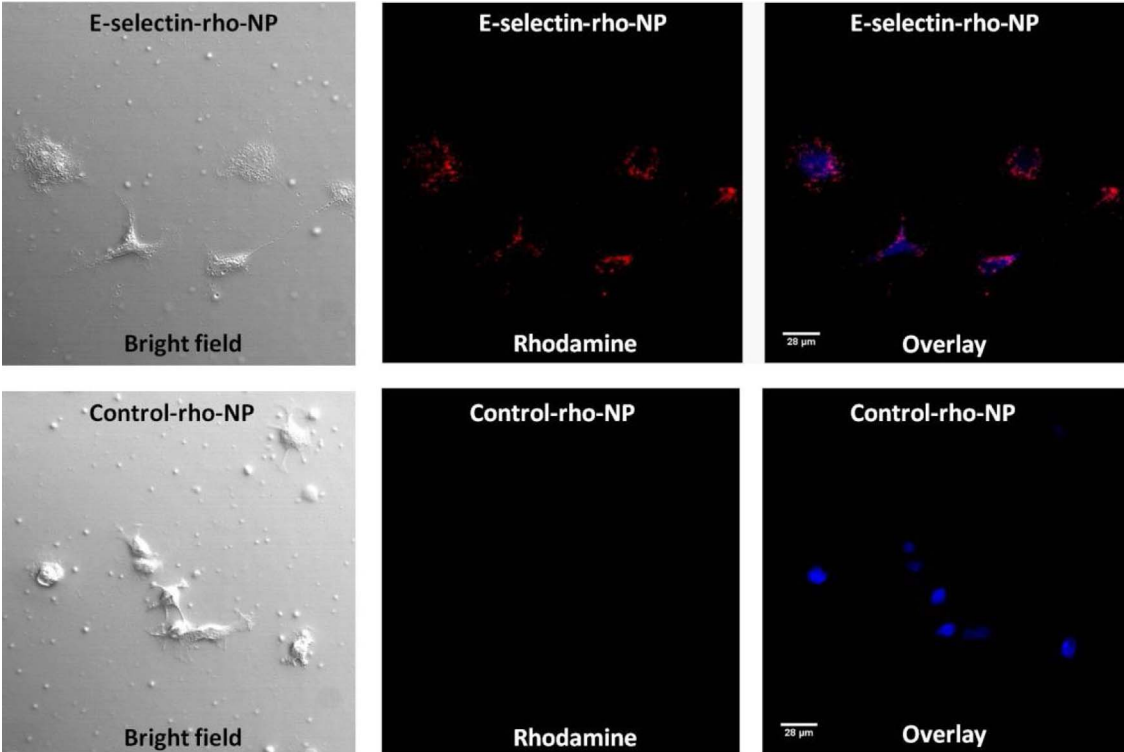 E-selectin-rho-NP
E-selectin-rho-NP
E-selectin-rho-NP
Bright field
Rhodamine
28 µm
Overlay
Control-rho-NP
Control-rho-NP
Control-rho-NP
Bright field
Rhodamine
28 µm
Overlay